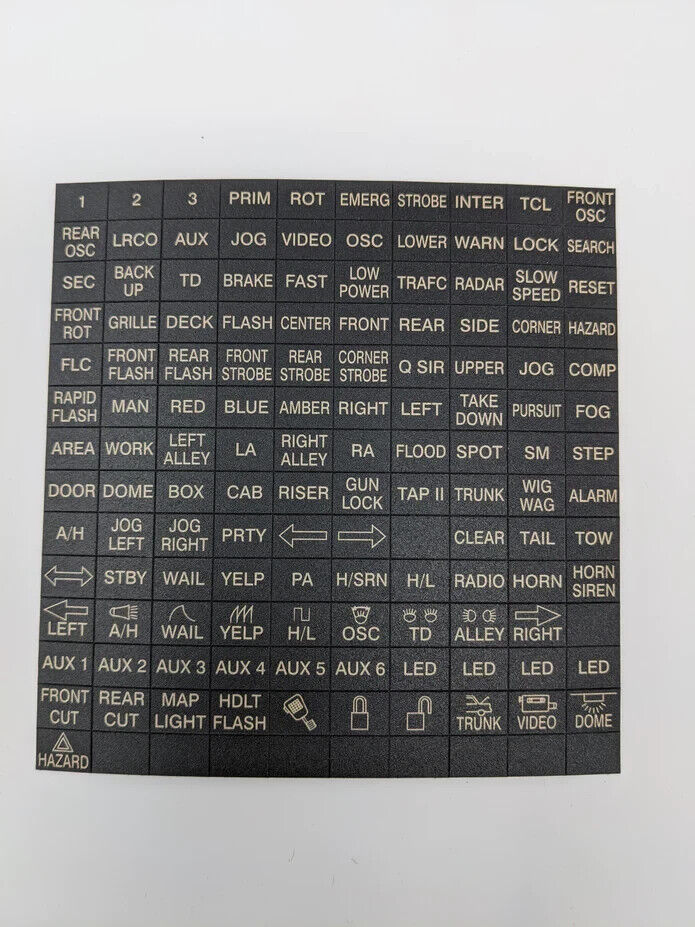 1 2 3 PRIM ROT EMERG STROBE INTER TCL FRONT OSC
REAR OSC LRCO AUX JOG VIDEO OSC LOWER WARN LOCK SEARCH
SEC BACK UP TD BRAKE FAST LOW POWER TRAFC RADAR SLOW SPEED RESET
FRONT ROT GRILLE DECK FLASH CENTER FRONT REAR SIDE CORNER HAZARD
FLC FRONT FLASH REAR FLASH FRONT STROBE REAR STROBE CORNER STROBE Q SIR UPPER JOG COMP
RAPID FLASH MAN RED BLUE AMBER RIGHT LEFT TAKE DOWN PURSUIT FOG
AREA WORK LEFT ALLEY LA RIGHT ALLEY RA FLOOD SPOT SM STEP
DOOR DOME BOX CAB RISER GUN LOCK TAP II TRUNK WIG WAG ALARM
A/H JOG LEFT JOG RIGHT PRTY CLEAR TAIL TOW
STBY WAIL YELP PA H/SRN H/L RADIO HORN HORN SIREN
LEFT A/H WAIL YELP H/L OSC TD ALLEY RIGHT
AUX 1 AUX 2 AUX 3 AUX 4 AUX 5 AUX 6 LED LED LED LED
FRONT CUT REAR CUT MAP LIGHT HDLT FLASH TRUNK VIDEO DOME
HAZARD